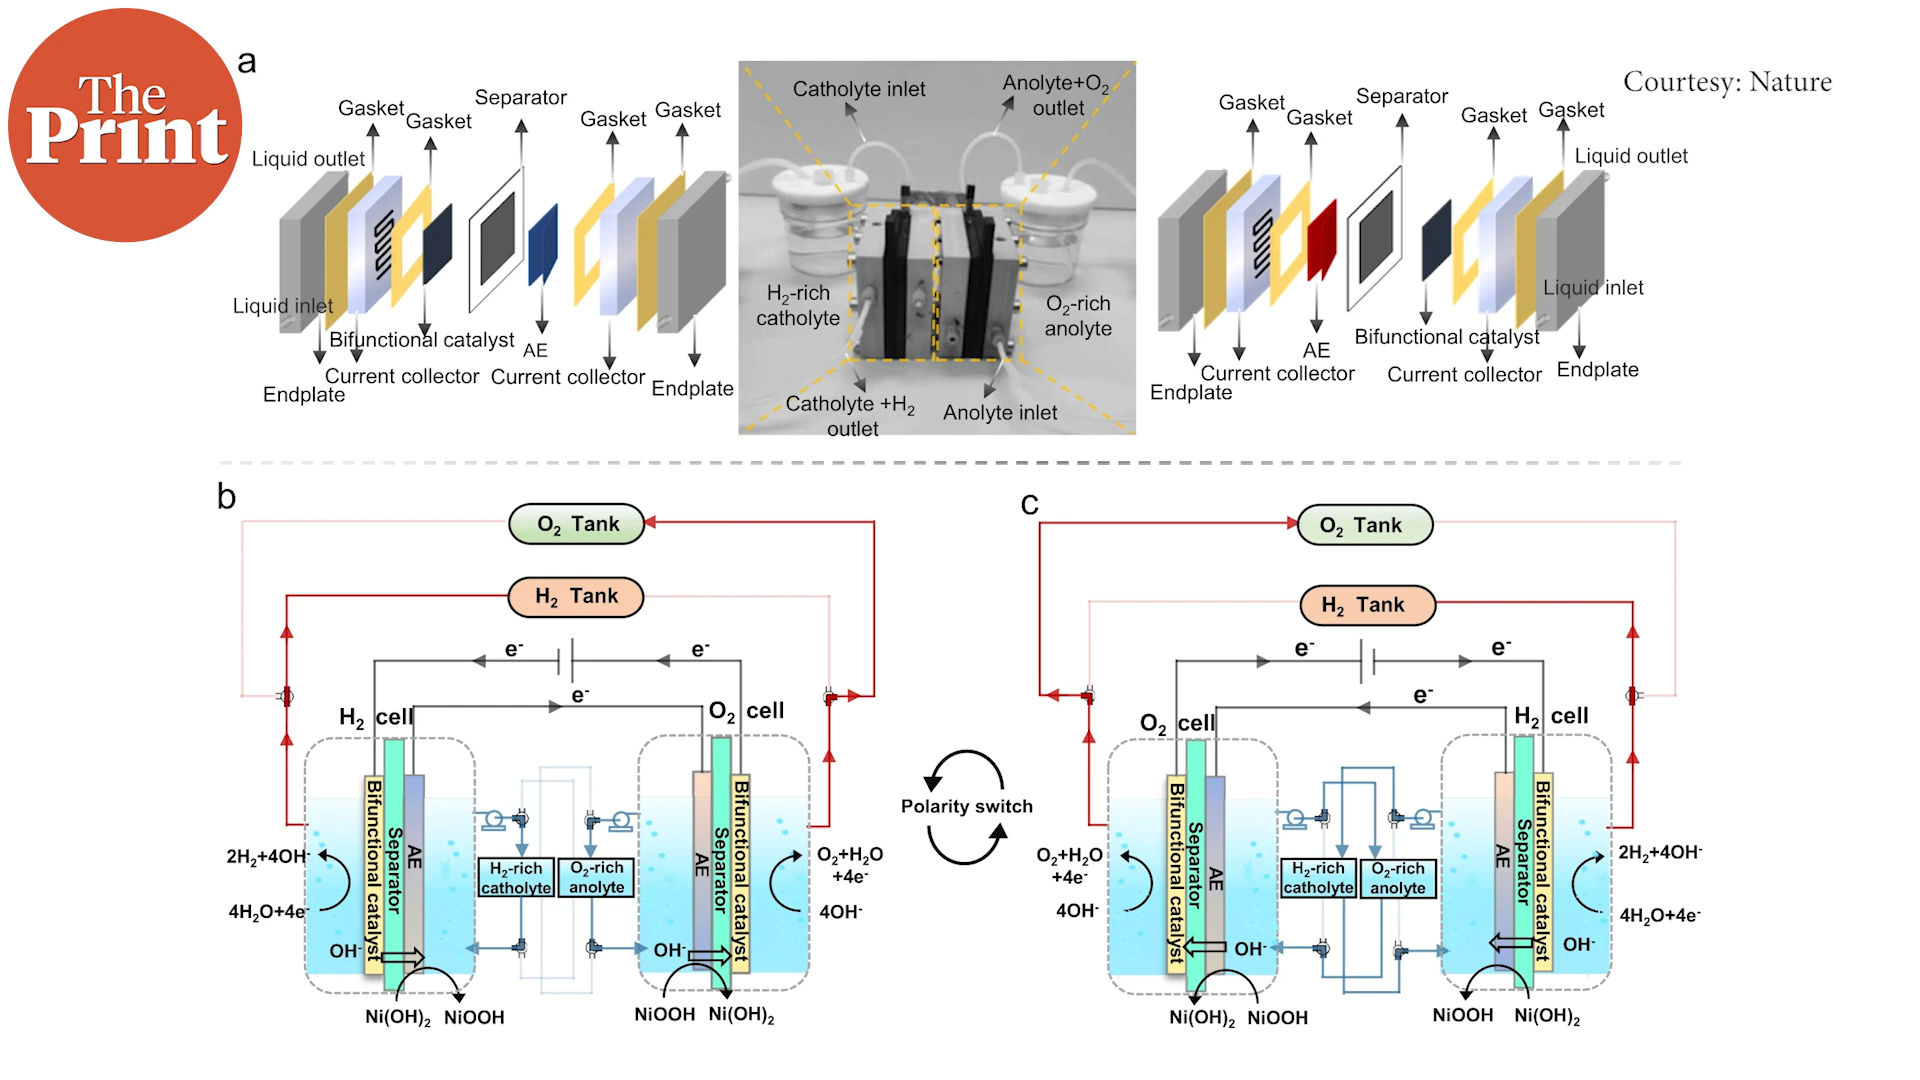 The
Print
Courtesy: Nature
a
Gasket
Gasket
Separator
Gasket
Gasket
Liquid outlet
Liquid inlet
Bifunctional catalyst
AE
Current collector
Current collector
Endplate
Endplate
Catholyte inlet
Anolyte+O₂
outlet
H₂-rich
catholyte
O₂-rich
anolyte
Catholyte +H₂
outlet
Anolyte inlet
Gasket
Gasket
Separator
Gasket
Gasket
Liquid outlet
Liquid inlet
AE
Bifunctional catalyst
Current collector
Current collector
Endplate
Endplate
b
O₂ Tank
H₂ Tank
e⁻
e⁻
e⁻
H₂ cell
O₂ cell
Bifunctional catalyst
Separator
AE
AE
Separator
Bifunctional catalyst
2H₂+4OH⁻
4H₂O+4e⁻
OH⁻
H₂-rich
catholyte
O₂-rich
anolyte
OH⁻
O₂+H₂O
+4e⁻
4OH⁻
Ni(OH)₂
NiOOH
NiOOH
Ni(OH)₂
Polarity switch
c
O₂ Tank
H₂ Tank
e⁻
e⁻
e⁻
O₂ cell
H₂ cell
Bifunctional catalyst
Separator
AE
AE
Separator
Bifunctional catalyst
O₂+H₂O
+4e⁻
4OH⁻
OH⁻
H₂-rich
catholyte
O₂-rich
anolyte
OH⁻
2H₂+4OH⁻
4H₂O+4e⁻
Ni(OH)₂
NiOOH
NiOOH
Ni(OH)₂